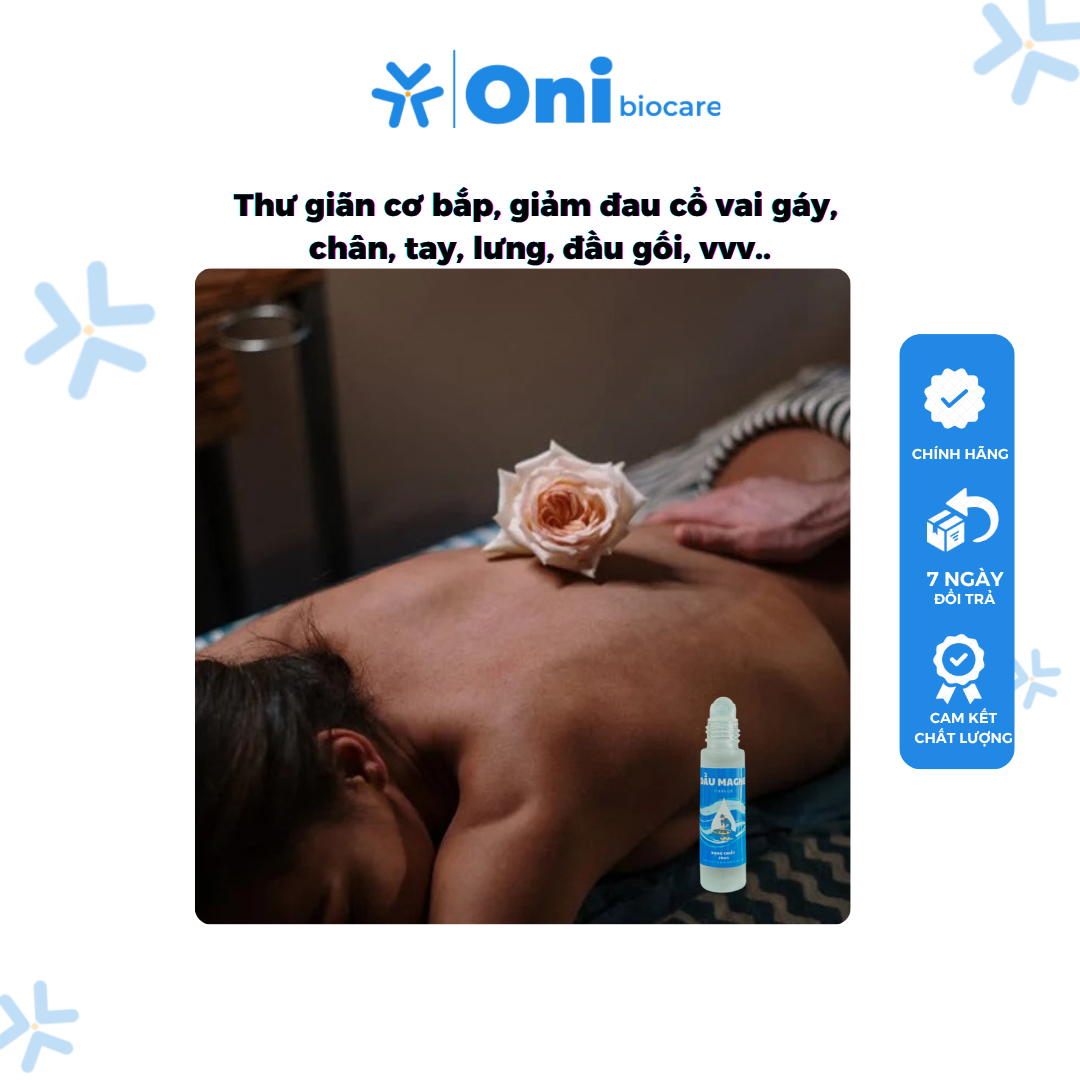 Oni biocare
Thư giãn cơ bắp, giảm đau cổ vai gáy,
chân, tay, lưng, đầu gối, vvv..
CHÍNH HÃNG
7 NGÀY
ĐỔI TRẢ
CAM KẾT
CHẤT LƯỢNG
DẦU MAGNE